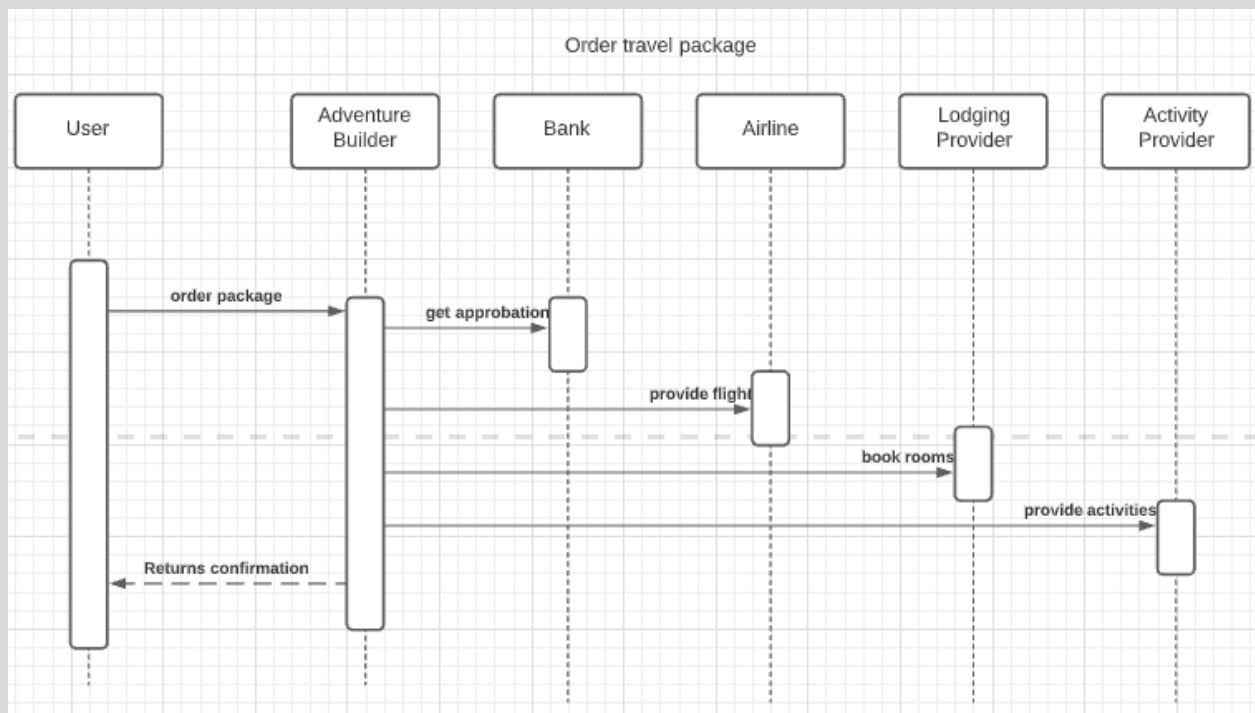 Order travel package
User
Adventure
Builder
Bank
Airline
Lodging
Provider
Activity
Provider
order package
get approbation
provide flight
book rooms
provide activities
Returns confirmation